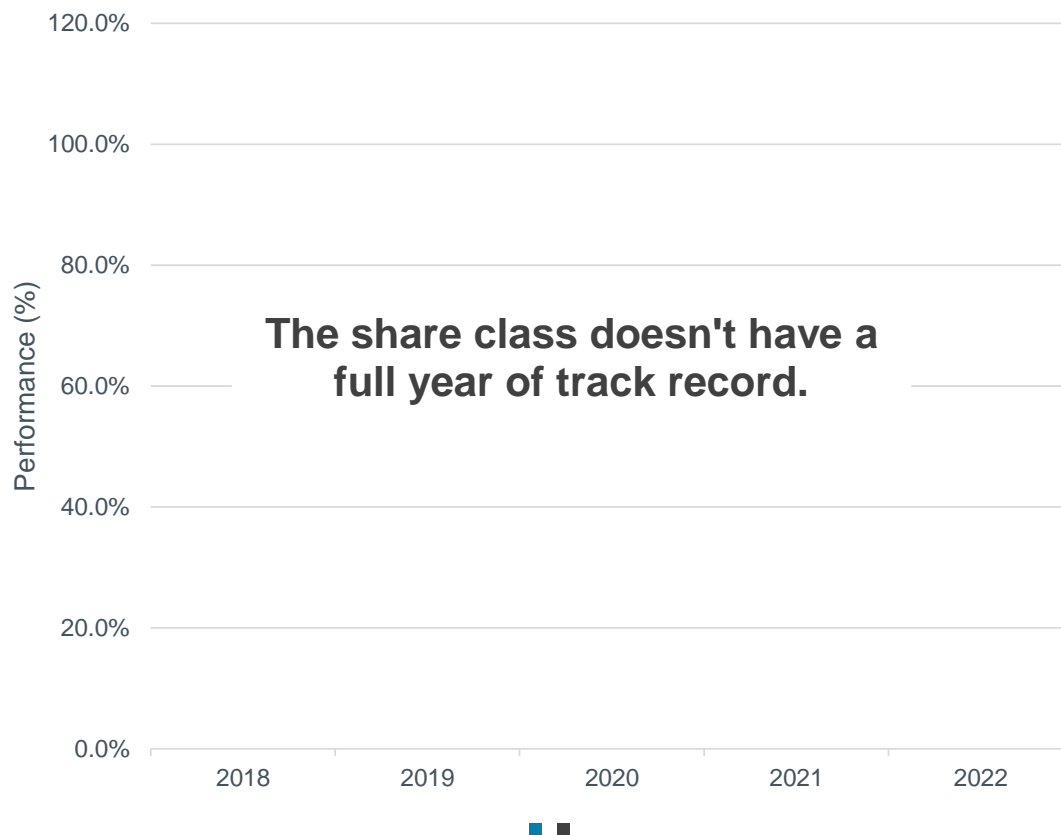 120.0%
100.0%
80.0%
60.0%
40.0%
20.0%
0.0%
Performance (%)
The share class doesn't have a
full year of track record.
2018 2019 2020 2021 2022